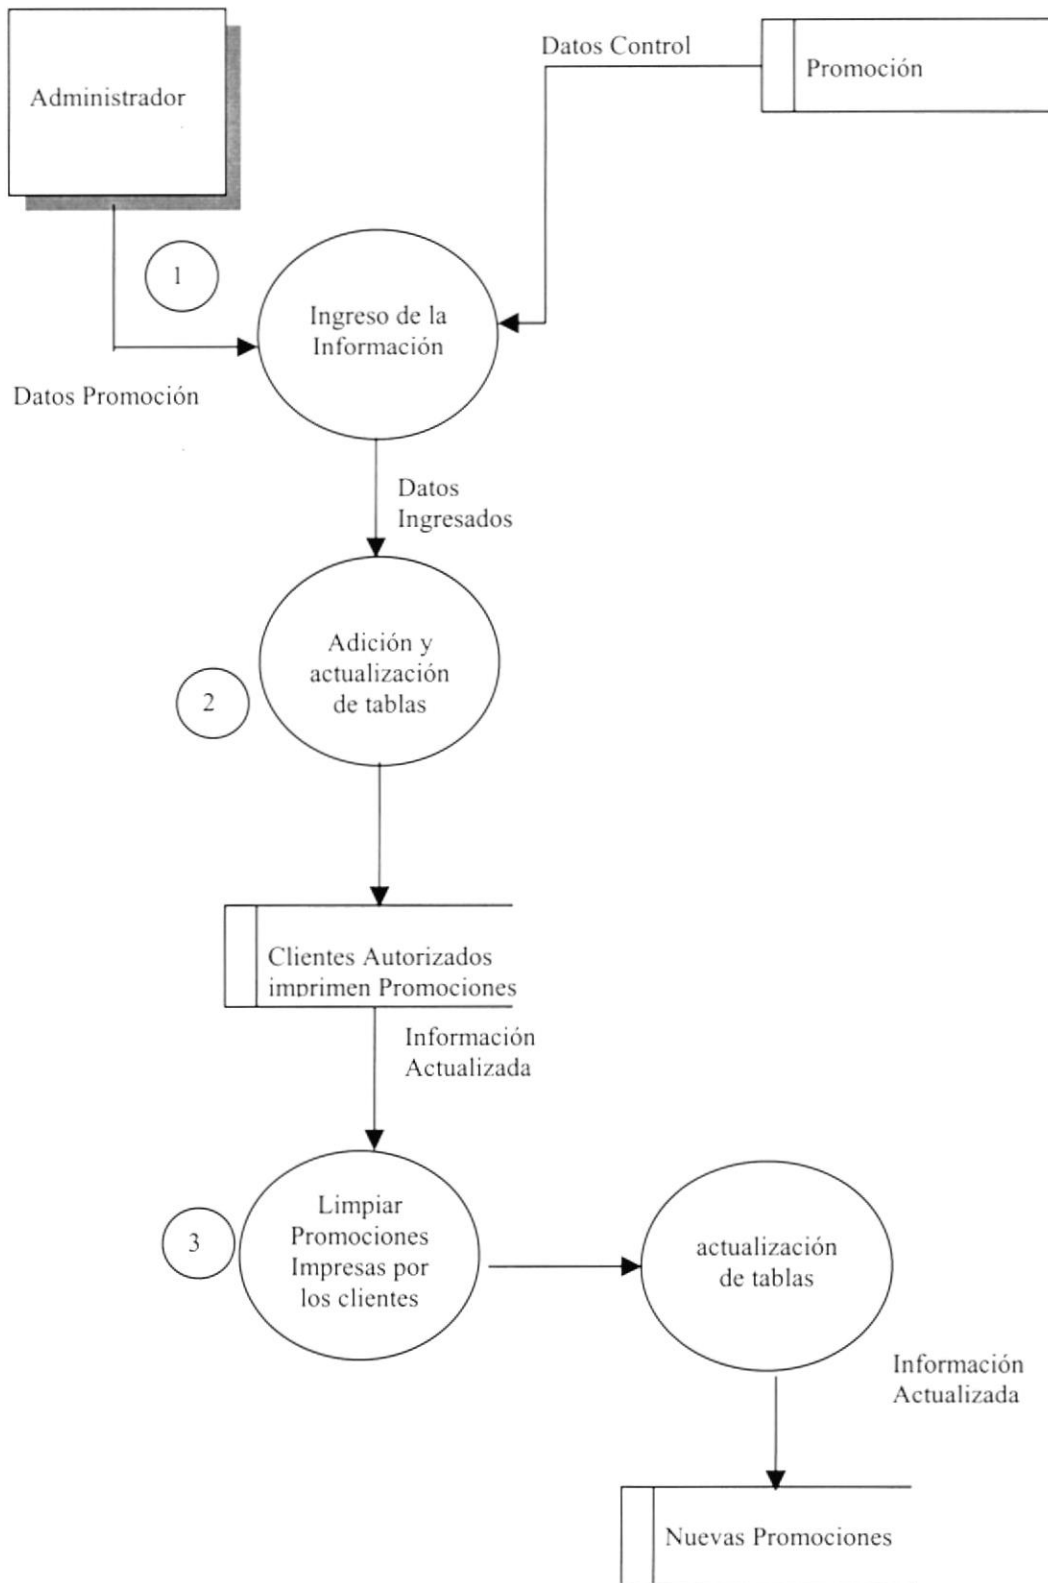 Datos Control
Promoción
Administrador
1
Ingreso de la
Información
Datos Promoción
Datos
Ingresados
Adición y
actualización
de tablas
2
Clientes Autorizados
imprimen Promociones
Información
Actualizada
Limpiar
Promociones
Impresas por
los clientes
3
actualización
de tablas
Información
Actualizada
Nuevas Promociones